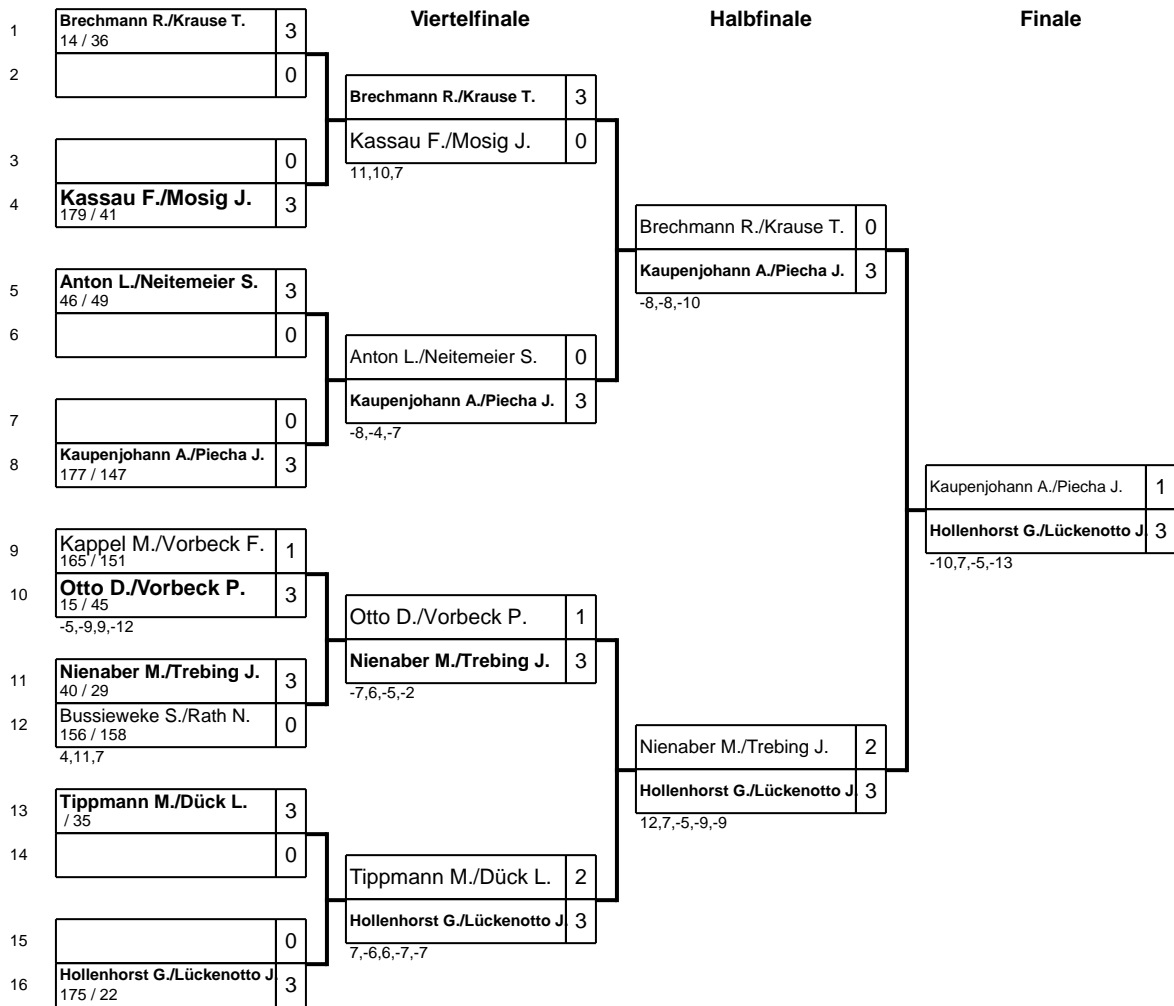 Viertelfinale
Halbfinale
Finale
1
Brechmann R./Krause T. 3
14 / 36
2
0
3
0
4
Kassau F./Mosig J. 3
179 / 41
5
Anton L./Neitemeier S. 3
46 / 49
6
0
7
0
8
Kaupenjohann A./Piecha J. 3
177 / 147
9
Kappel M./Vorbeck F. 1
165 / 151
10
Otto D./Vorbeck P. 3
15 / 45
-5,-9,9,-12
11
Nienaber M./Trebing J. 3
40 / 29
12
Bussieweke S./Rath N. 0
156 / 158
4,11,7
13
Tippmann M./Dück L. 3
/ 35
14
0
15
0
16
Hollenhorst G./Lückenotto J. 3
175 / 22
Brechmann R./Krause T. 3
Kassau F./Mosig J. 0
11,10,7
Anton L./Neitemeier S. 0
Kaupenjohann A./Piecha J. 3
-8,-4,-7
Otto D./Vorbeck P. 1
Nienaber M./Trebing J. 3
-7,6,-5,-2
Tippmann M./Dück L. 2
Hollenhorst G./Lückenotto J. 3
7,-6,6,-7,-7
Brechmann R./Krause T. 0
Kaupenjohann A./Piecha J. 3
-8,-8,-10
Nienaber M./Trebing J. 2
Hollenhorst G./Lückenotto J. 3
12,7,-5,-9,-9
Kaupenjohann A./Piecha J. 1
Hollenhorst G./Lückenotto J. 3
-10,7,-5,-13